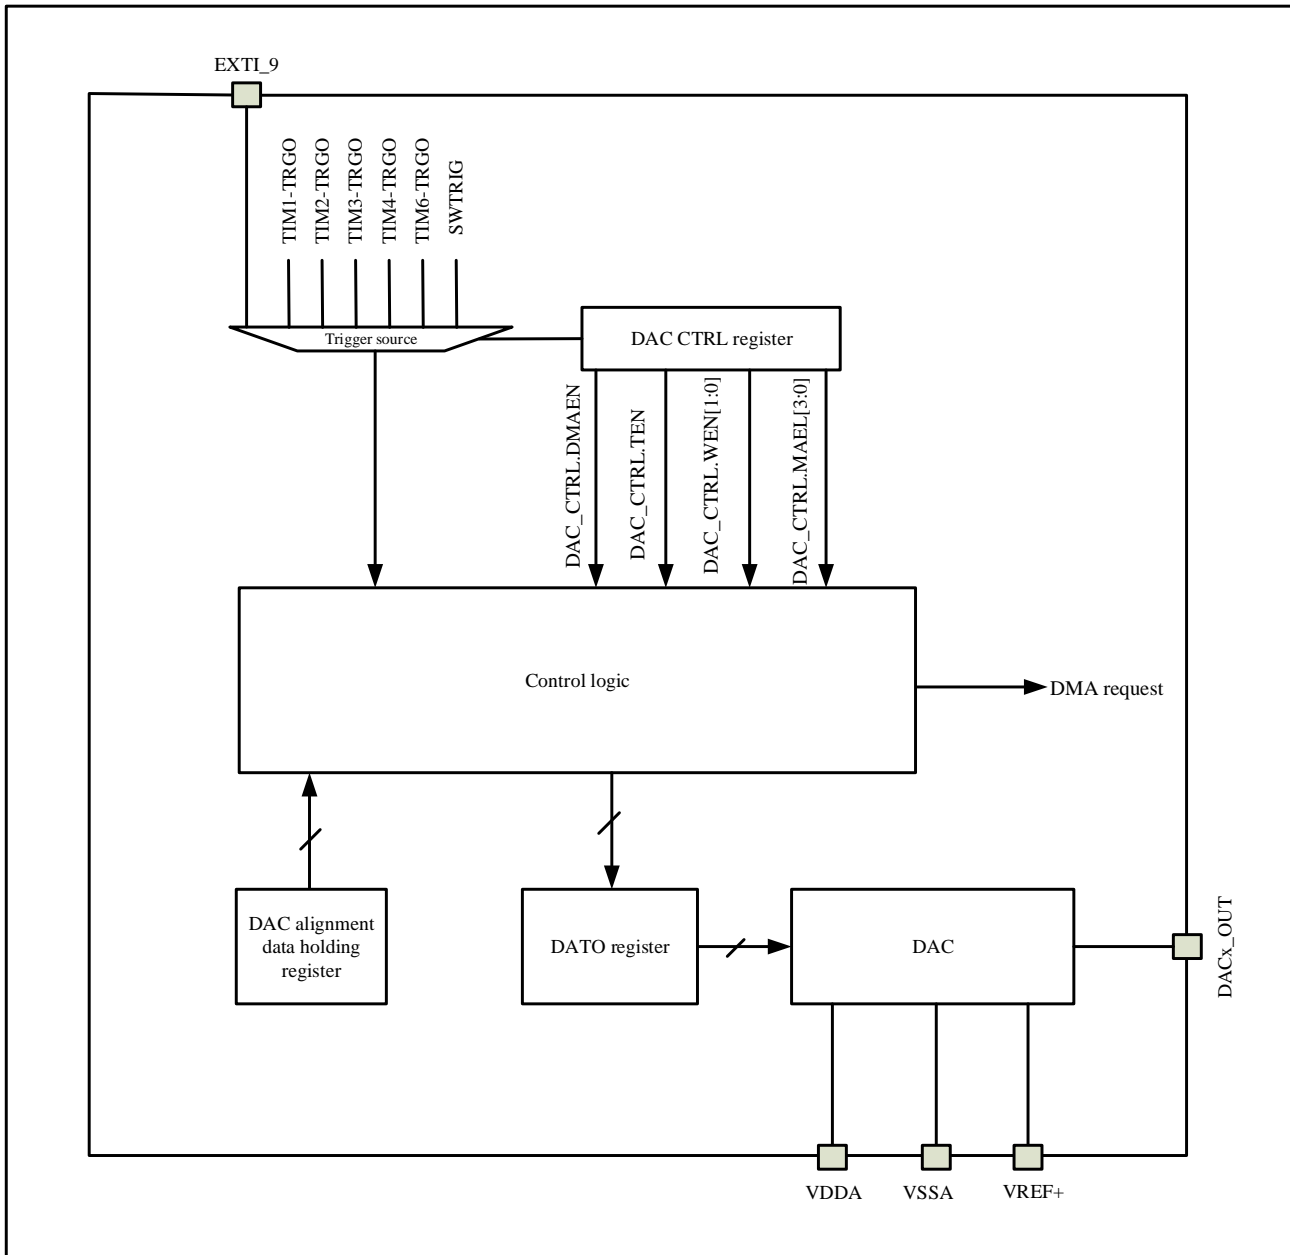 EXTI_9
TIM1-TRGO
TIM2-TRGO
TIM3-TRGO
TIM4-TRGO
TIM6-TRGO
SWTRIG
Trigger source
DAC CTRL register
DAC_CTRL.DMAEN
DAC_CTRL.TEN
DAC_CTRL.WEN[1:0]
DAC_CTRL.MAEL[3:0]
Control logic
DMA request
DAC alignment
data holding
register
DATO register
DAC
DACx_OUT
VDDA
VSSA
VREF+